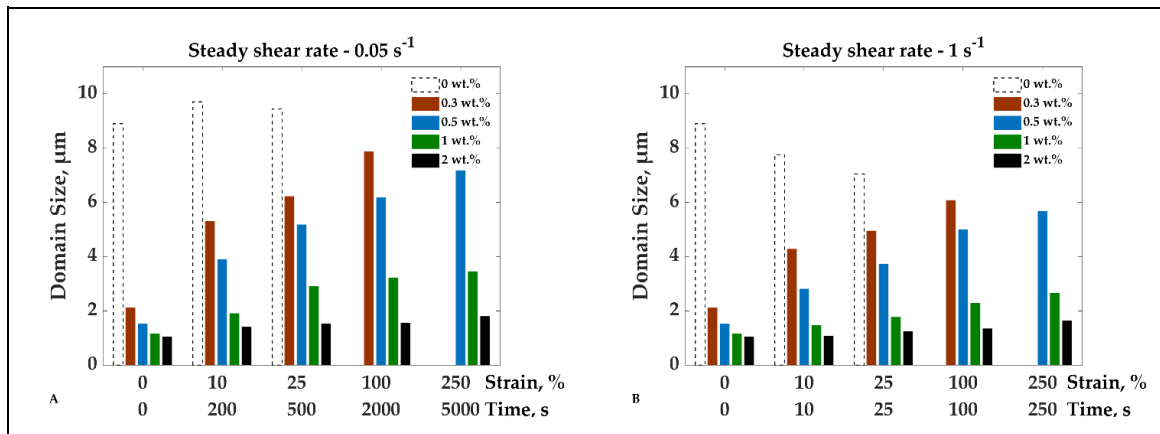 Steady shear rate - 0.05 s⁻¹
10
8
6
4
2
0
Domain Size, μm
0 wt.%
0.3 wt.%
0.5 wt.%
1 wt.%
2 wt.%
0 10 25 100 250 Strain, %
0 200 500 2000 5000 Time, s
A
Steady shear rate - 1 s⁻¹
10
8
6
4
2
0
Domain Size, μm
0 wt.%
0.3 wt.%
0.5 wt.%
1 wt.%
2 wt.%
0 10 25 100 250 Strain, %
0 10 25 100 250 Time, s
B